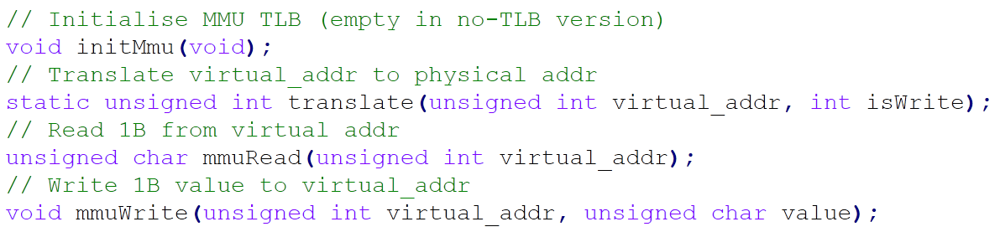 // Initialise MMU TLB (empty in no-TLB version)
void initMmu(void);
// Translate virtual_addr to physical addr
static unsigned int translate(unsigned int virtual_addr, int isWrite);
// Read 1B from virtual addr
unsigned char mmuRead(unsigned int virtual_addr);
// Write 1B value to virtual_addr
void mmuWrite(unsigned int virtual_addr, unsigned char value);